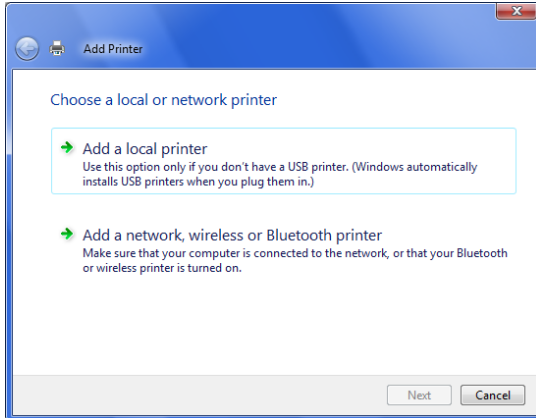 Add Printer
Choose a local or network printer
Add a local printer
Use this option only if you don't have a USB printer. (Windows automatically
installs USB printers when you plug them in.)
Add a network, wireless or Bluetooth printer
Make sure that your computer is connected to the network, or that your Bluetooth
or wireless printer is turned on.
Next Cancel